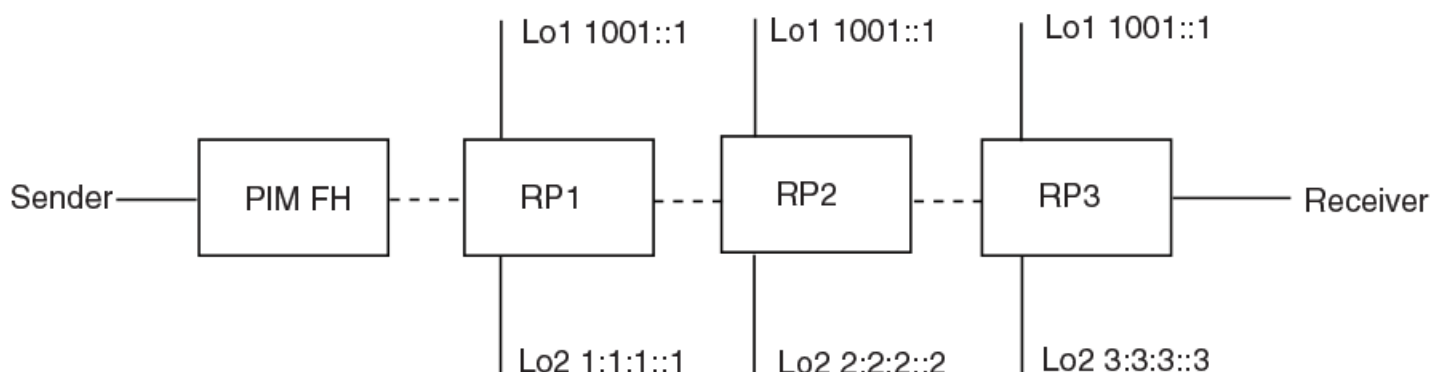 Lo1 1001::1 Lo1 1001::1 Lo1 1001::1
Sender PIM FH RP1 RP2 RP3 Receiver
Lo2 1:1:1::1 Lo2 2:2:2::2 Lo2 3:3:3::3